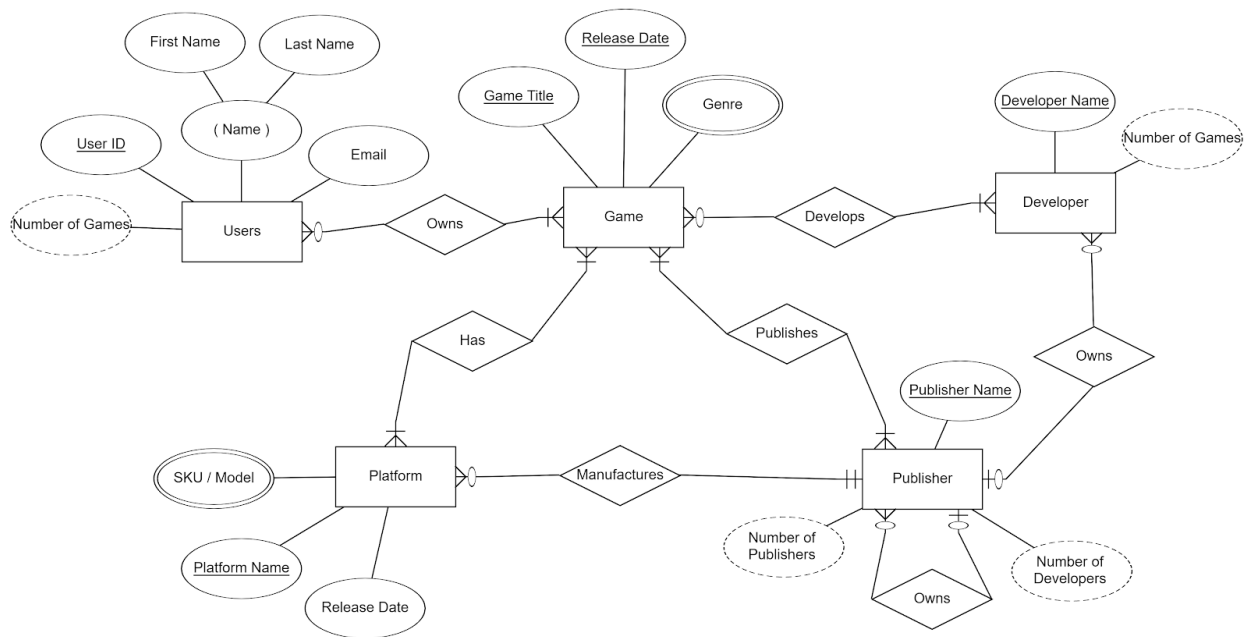 First Name
Last Name
Release Date
Game Title
Genre
Developer Name
( Name )
User ID
Email
Number of Games
Number of Games
Users
Owns
Game
Develops
Developer
Has
Publishes
Owns
Publisher Name
SKU / Model
Platform
Manufactures
Publisher
Number of
Publishers
Number of
Developers
Platform Name
Release Date
Owns